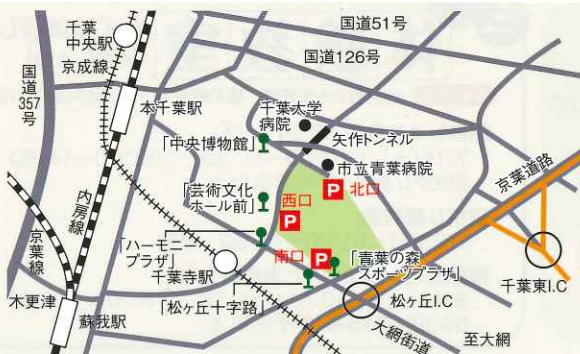 国道51号
国道126号
千葉
中央駅
京成線
国道
357
号
本千葉駅
千葉大学
病院
「中央博物館」
矢作トンネル
市立青葉病院
京葉道路
「芸術文化
ホール前」
西口
P
P
北口
内房線
京葉線
「ハーモニー
プラザ」
千葉寺駅
南口
P
「青葉の森
スポーツプラザ」
千葉東I.C
木更津
蘇我駅
「松ヶ丘十字路」
松ヶ丘I.C
大網街道
至大網